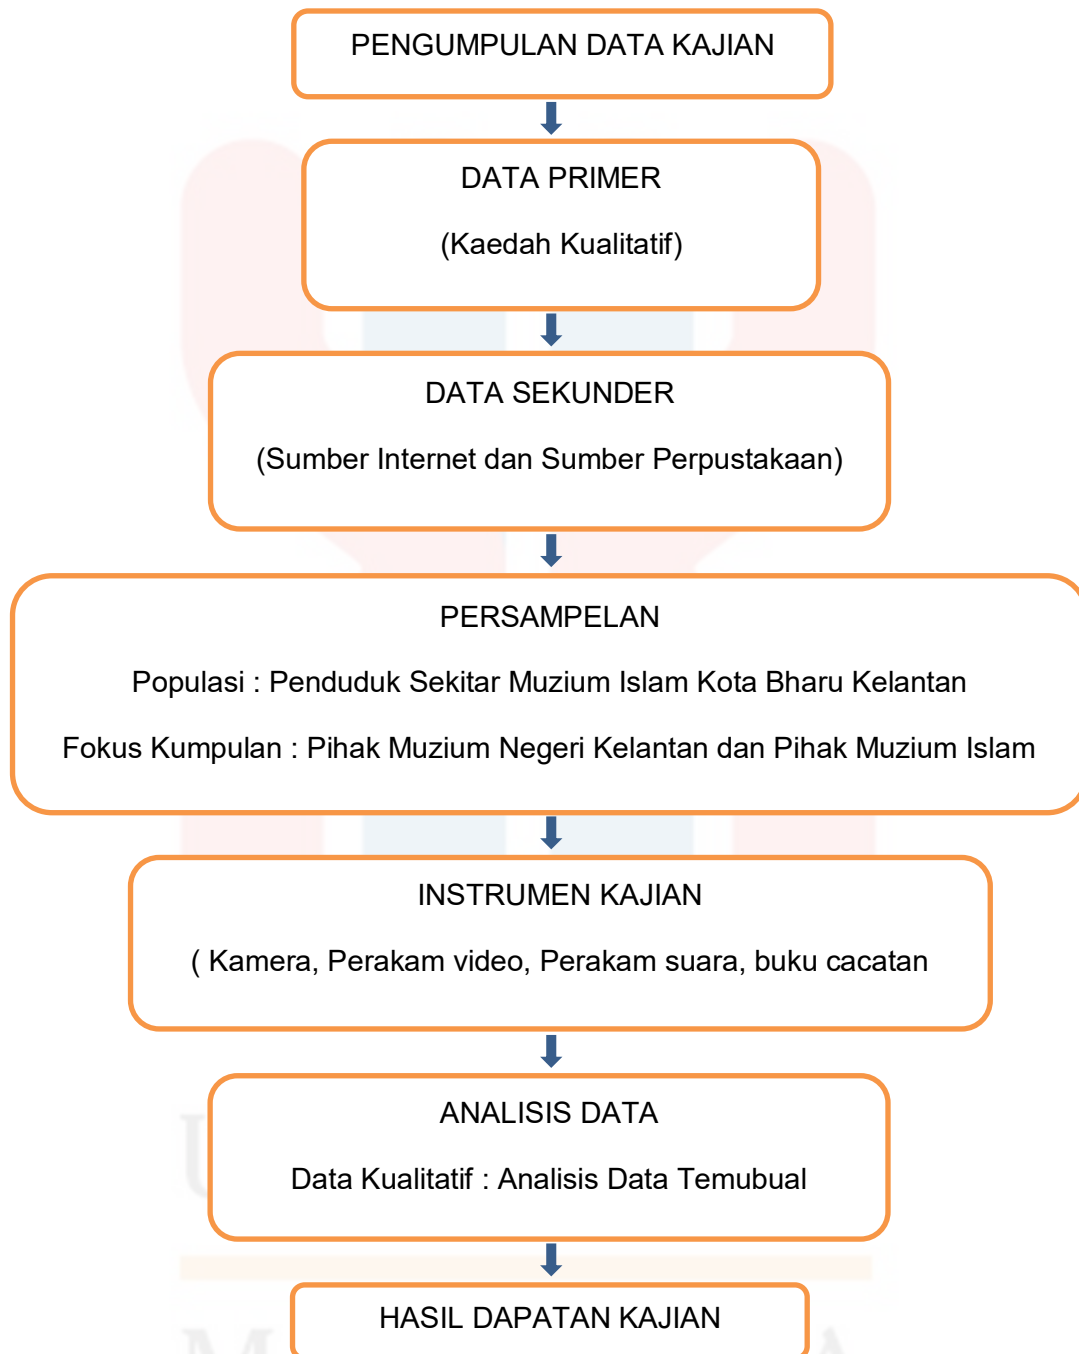 PENGUMPULAN DATA KAJIAN
DATA PRIMER
(Kaedah Kualitatif)
DATA SEKUNDER
(Sumber Internet dan Sumber Perpustakaan)
PERSAMPELAN
Populasi : Penduduk Sekitar Muzium Islam Kota Bharu Kelantan
Fokus Kumpulan : Pihak Muzium Negeri Kelantan dan Pihak Muzium Islam
INSTRUMEN KAJIAN
( Kamera, Perakam video, Perakam suara, buku cacatan
ANALISIS DATA
Data Kualitatif : Analisis Data Temubual
HASIL DAPATAN KAJIAN